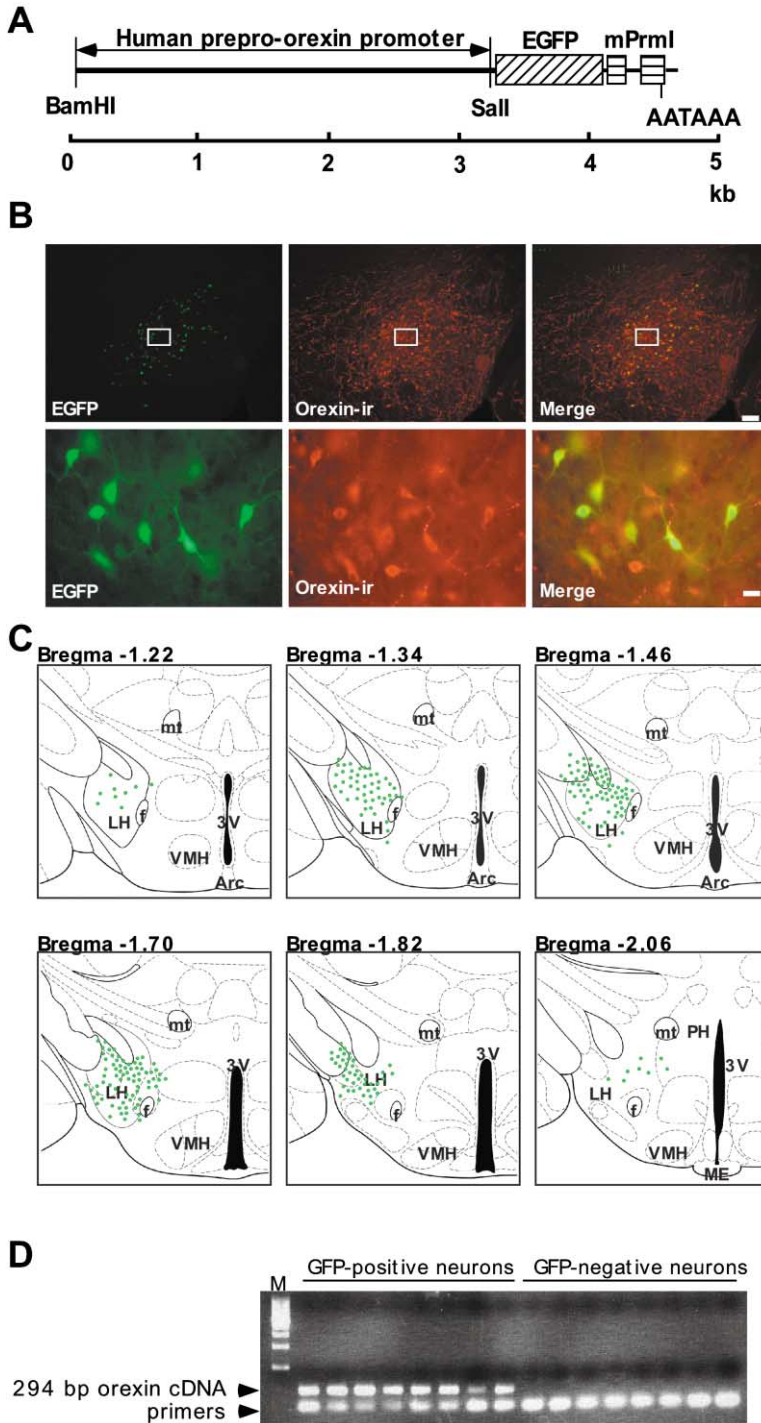 A
Human prepro-orexin promoter
EGFP
mPrmI
BamHI
SalI
AATAAA
0 1 2 3 4 5
kb
B
EGFP
Orexin-ir
Merge
EGFP
Orexin-ir
Merge
C
Bregma -1.22
Bregma -1.34
Bregma -1.46
mt
LH
f
3V
VMH
Arc
mt
LH
f
3V
VMH
Arc
mt
LH
f
3V
VMH
Arc
Bregma -1.70
Bregma -1.82
Bregma -2.06
mt
3V
LH
f
VMH
mt
3V
LH
f
VMH
mt
PH
3V
LH
f
VMH
ME
D
GFP-positive neurons
GFP-negative neurons
M
294 bp orexin cDNA
primers